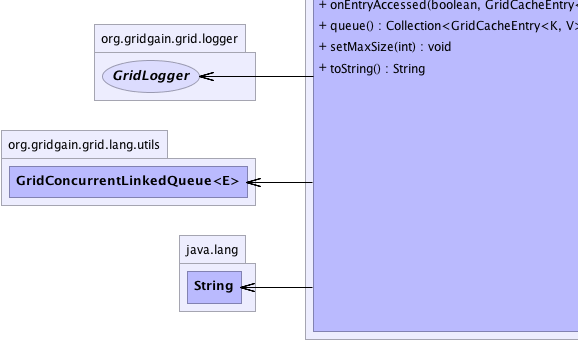 + onEntryAccessed(boolean, GridCacheEntry<
+ queue() : Collection<GridCacheEntry<K, V>
+ setMaxSize(int) : void
+ toString() : String
org.gridgain.grid.logger
GridLogger
org.gridgain.grid.lang.utils
GridConcurrentLinkedQueue<E>
java.lang
String